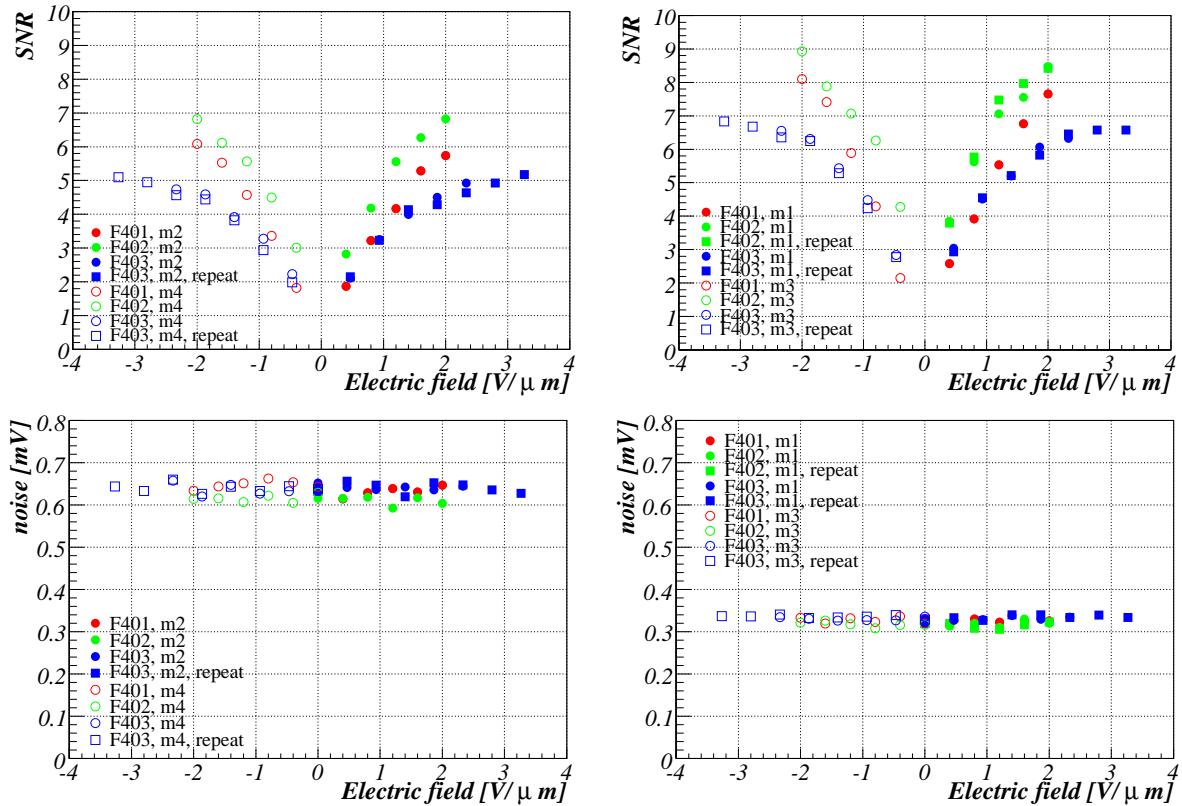 SNR
10
9
8
7
6
5
4
3
2
1
0
F401, m2
F402, m2
F403, m2
F403, m2, repeat
F401, m4
F402, m4
F403, m4
F403, m4, repeat
-4 -3 -2 -1 0 1 2 3 4
Electric field [V/ μ m]
SNR
10
9
8
7
6
5
4
3
2
1
0
F401, m1
F402, m1
F402, m1, repeat
F403, m1
F403, m1, repeat
F401, m3
F402, m3
F403, m3
F403, m3, repeat
-4 -3 -2 -1 0 1 2 3 4
Electric field [V/ μ m]
noise [mV]
0.8
0.7
0.6
0.5
0.4
0.3
0.2
0.1
0
F401, m2
F402, m2
F403, m2
F403, m2, repeat
F401, m4
F402, m4
F403, m4
F403, m4, repeat
-4 -3 -2 -1 0 1 2 3 4
Electric field [V/ μ m]
noise [mV]
0.8
0.7
0.6
0.5
0.4
0.3
0.2
0.1
0
F401, m1
F402, m1
F402, m1, repeat
F403, m1
F403, m1, repeat
F401, m3
F402, m3
F403, m3
F403, m3, repeat
-4 -3 -2 -1 0 1 2 3 4
Electric field [V/ μ m]